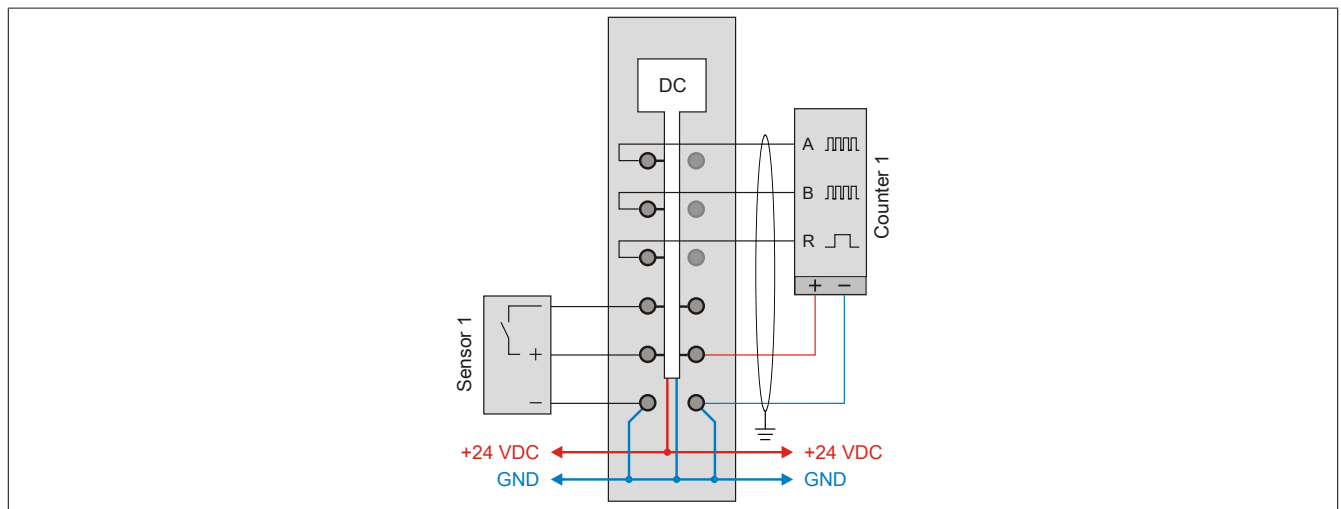 DC
A
B
R
Counter 1
+ −
Sensor 1
+
−
+24 VDC +24 VDC
GND GND